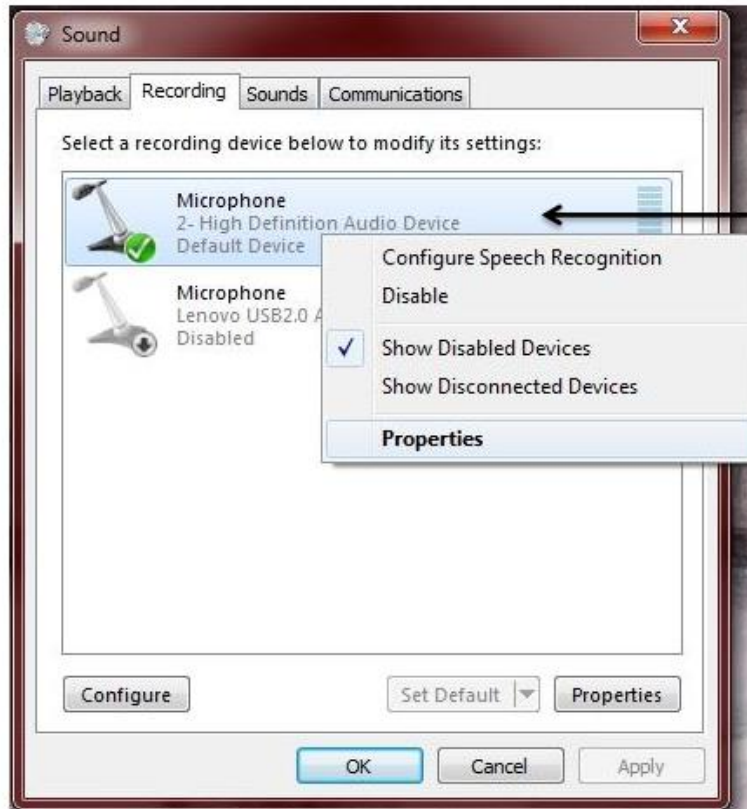 Sound
Playback Recording Sounds Communications
Select a recording device below to modify its settings:
Microphone
2- High Definition Audio Device
Default Device
Configure Speech Recognition
Microphone
Disable
Lenovo USB2.0
Disabled
Show Disabled Devices
Show Disconnected Devices
Properties
Configure
Set Default
Properties
OK
Cancel
Apply